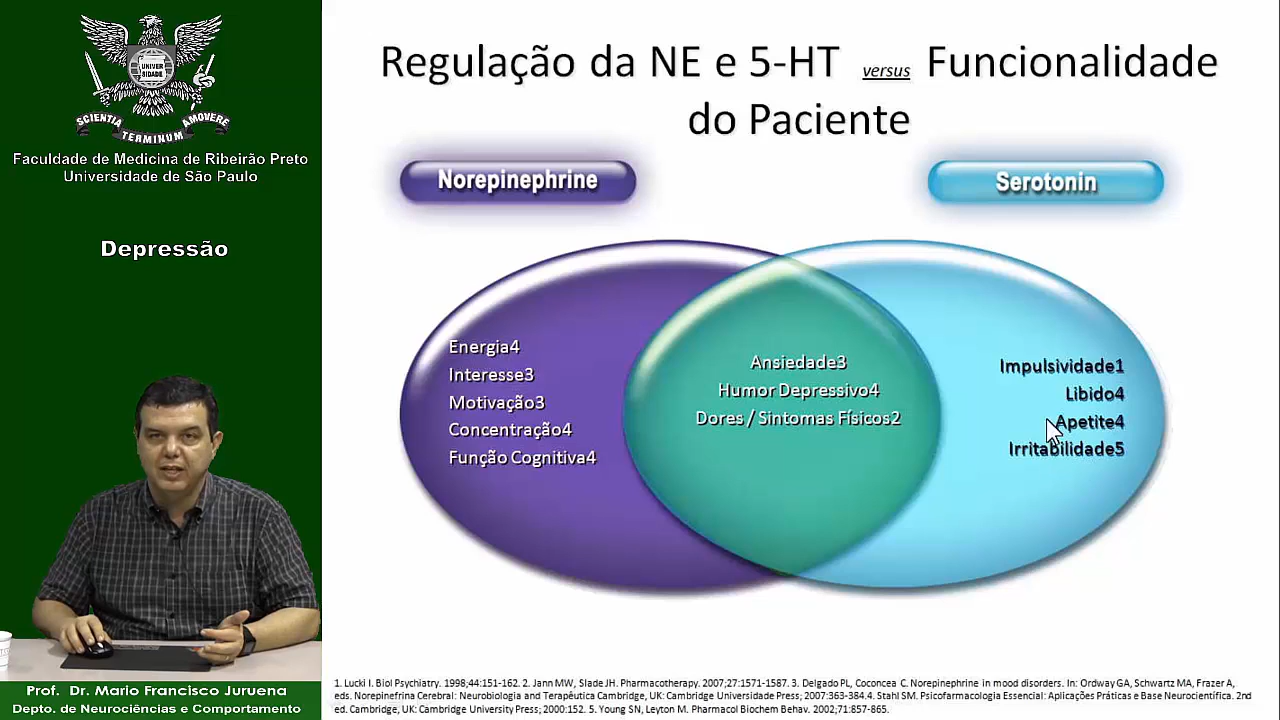 UNIVER
SIDADE
SCIENTIA
TERMINUM
AMOVERE
Faculdade de Medicina de Ribeirão Preto
Universidade de São Paulo
Depressão
Prof. Dr. Mario Francisco Juruena
Depto. de Neurociências e Comportamento
Regulação da NE e 5-HT versus Funcionalidade
do Paciente
Norepinephrine
Serotonin
Energia4
Interesse3
Motivação3
Concentração4
Função Cognitiva4
Ansiedade3
Humor Depressivo4
Dores / Sintomas Físicos2
Impulsividade1
Libido4
Apetite4
Irritabilidade5
1. Lucki I. Biol Psychiatry. 1998;44:151-162. 2. Jann MW, Slade JH. Pharmacotherapy. 2007;27:1571-1587. 3. Delgado PL, Coconcea C. Norepinephrine in mood disorders. In: Ordway GA, Schwartz MA, Frazer A,
eds. Norepinefrina Cerebral: Neurobiologia and Terapêutica Cambridge, UK: Cambridge Universidade Press; 2007:363-384.4. Stahl SM. Psicofarmacologia Essencial: Aplicações Práticas e Base Neurocientífica. 2nd
ed. Cambridge, UK: Cambridge University Press; 2000:152. 5. Young SN, Leyton M. Pharmacol Biochem Behav. 2002;71:857-865.